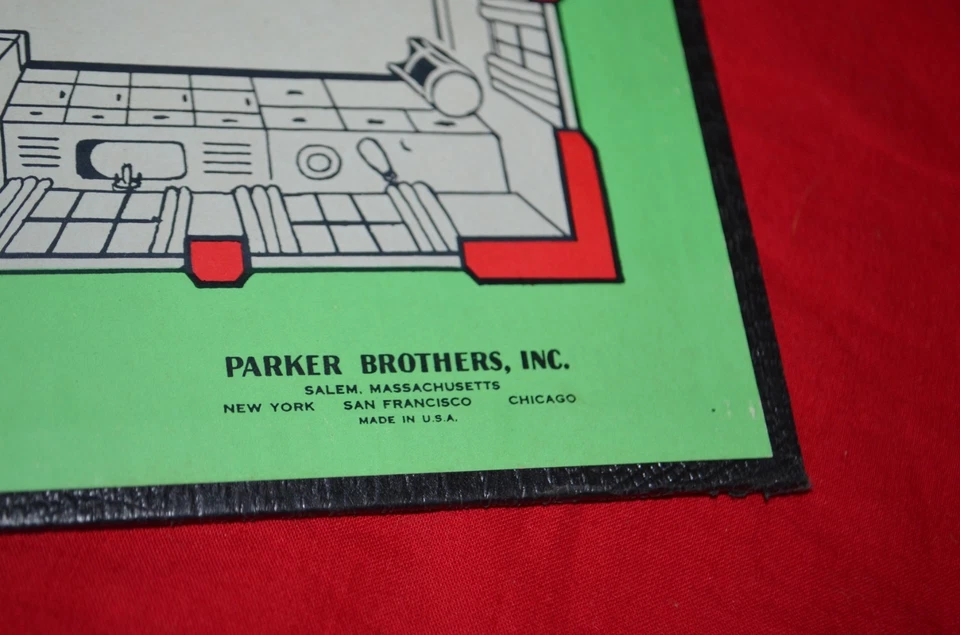 PARKER BROTHERS, INC.
SALEM, MASSACHUSETTS
NEW YORK SAN FRANCISCO CHICAGO
MADE IN U.S.A.